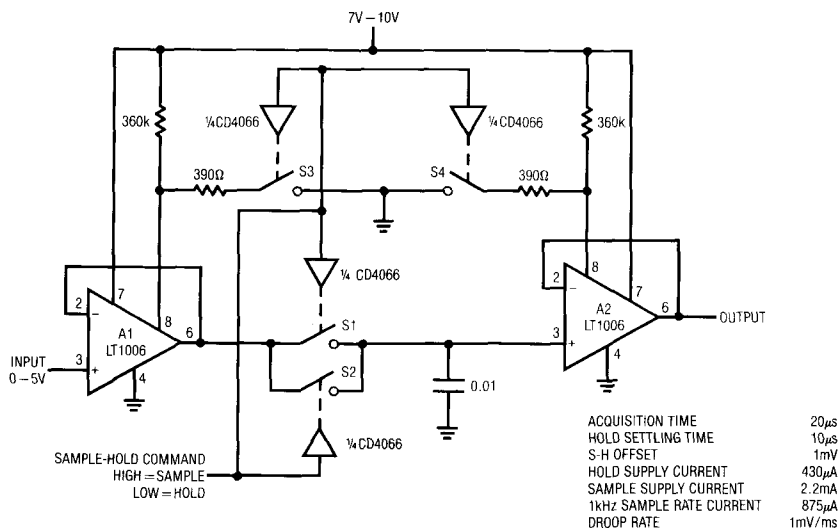 7V – 10V
360k
¼CD4066
¼CD4066
360k
390Ω
S3
S4
390Ω
¼ CD4066
2
–
7
8
A1
LT1006
6
3
+
4
INPUT
0 – 5V
S1
S2
0.01
¼CD4066
2
–
8
7
A2
LT1006
6
OUTPUT
3
+
4
SAMPLE-HOLD COMMAND
HIGH = SAMPLE
LOW = HOLD
ACQUISITION TIME 20µs
HOLD SETTLING TIME 10µs
S-H OFFSET 1mV
HOLD SUPPLY CURRENT 430µA
SAMPLE SUPPLY CURRENT 2.2mA
1kHz SAMPLE RATE CURRENT 875µA
DROOP RATE 1mV/ms